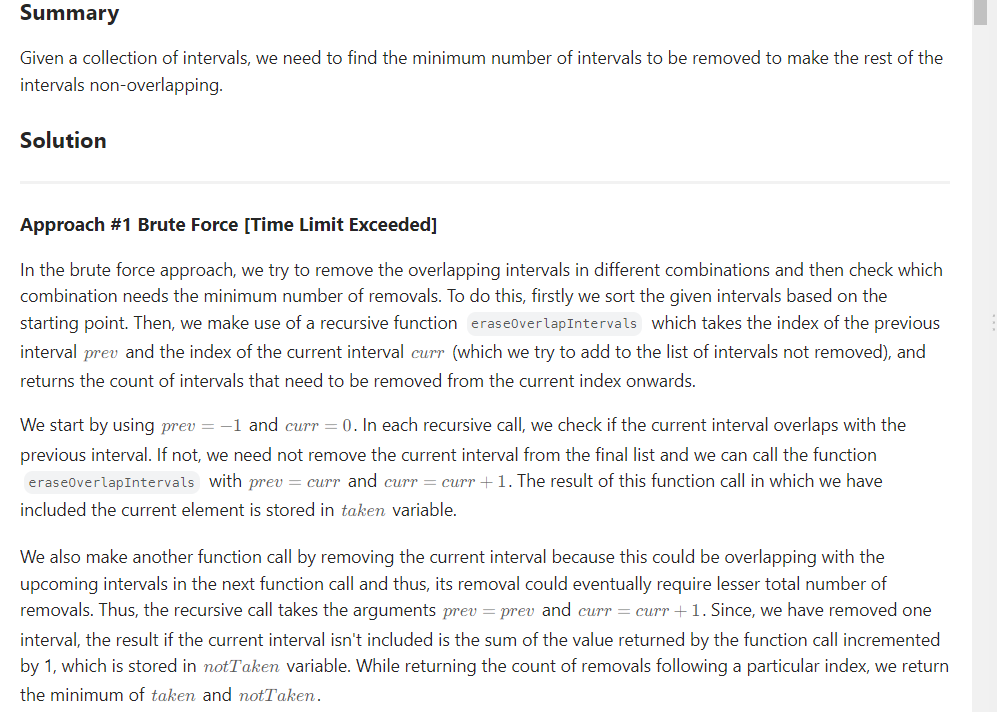 Summary
Given a collection of intervals, we need to find the minimum number of intervals to be removed to make the rest of the
intervals non-overlapping.
Solution
Approach #1 Brute Force [Time Limit Exceeded]
In the brute force approach, we try to remove the overlapping intervals in different combinations and then check which
combination needs the minimum number of removals. To do this, firstly we sort the given intervals based on the
starting point. Then, we make use of a recursive function eraseOverlapIntervals which takes the index of the previous
interval prev and the index of the current interval curr (which we try to add to the list of intervals not removed), and
returns the count of intervals that need to be removed from the current index onwards.
We start by using prev = −1 and curr = 0. In each recursive call, we check if the current interval overlaps with the
previous interval. If not, we need not remove the current interval from the final list and we can call the function
eraseOverlapIntervals with prev = curr and curr = curr + 1. The result of this function call in which we have
included the current element is stored in taken variable.
We also make another function call by removing the current interval because this could be overlapping with the
upcoming intervals in the next function call and thus, its removal could eventually require lesser total number of
removals. Thus, the recursive call takes the arguments prev = prev and curr = curr + 1. Since, we have removed one
interval, the result if the current interval isn't included is the sum of the value returned by the function call incremented
by 1, which is stored in notTaken variable. While returning the count of removals following a particular index, we return
the minimum of taken and notTaken.